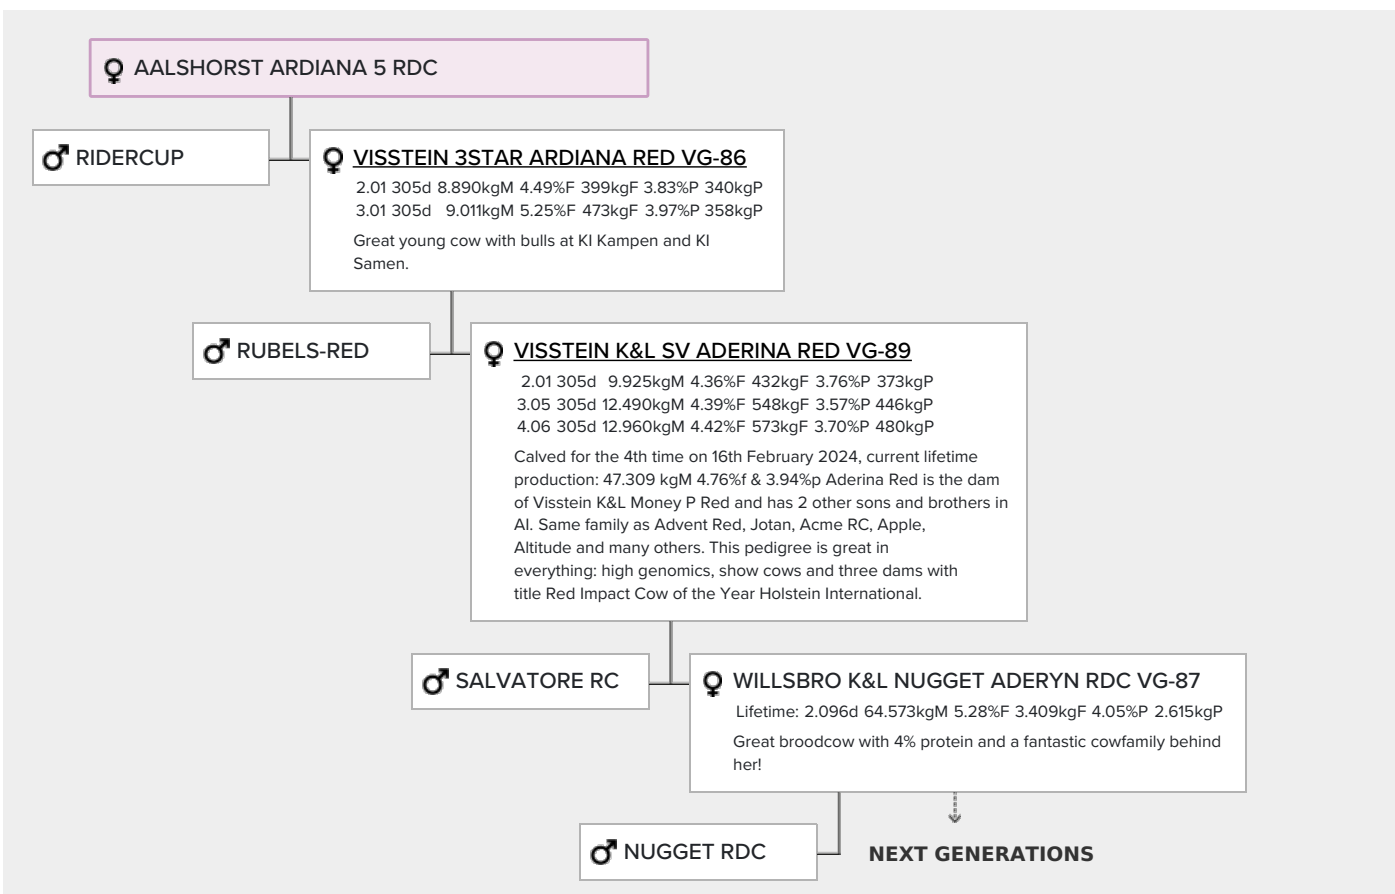 AALSHORST ARDIANA 5 RDC
RIDERCUP
VISSTEIN 3STAR ARDIANA RED VG-86
2.01 305d 8.890kgM 4.49%F 399kgF 3.83%P 340kgP
3.01 305d 9.011kgM 5.25%F 473kgF 3.97%P 358kgP
Great young cow with bulls at KI Kampen and KI
Samen.
RUBELS-RED
VISSTEIN K&L SV ADERINA RED VG-89
2.01 305d 9.925kgM 4.36%F 432kgF 3.76%P 373kgP
3.05 305d 12.490kgM 4.39%F 548kgF 3.57%P 446kgP
4.06 305d 12.960kgM 4.42%F 573kgF 3.70%P 480kgP
Calved for the 4th time on 16th February 2024, current lifetime
production: 47.309 kgM 4.76%f & 3.94%p Aderina Red is the dam
of Visstein K&L Money P Red and has 2 other sons and brothers in
AI. Same family as Advent Red, Jotan, Acme RC, Apple,
Altitude and many others. This pedigree is great in
everything: high genomics, show cows and three dams with
title Red Impact Cow of the Year Holstein International.
SALVATORE RC
WILLSBRO K&L NUGGET ADERYN RDC VG-87
Lifetime: 2.096d 64.573kgM 5.28%F 3.409kgF 4.05%P 2.615kgP
Great broodcow with 4% protein and a fantastic cowfamily behind
her!
NUGGET RDC
NEXT GENERATIONS